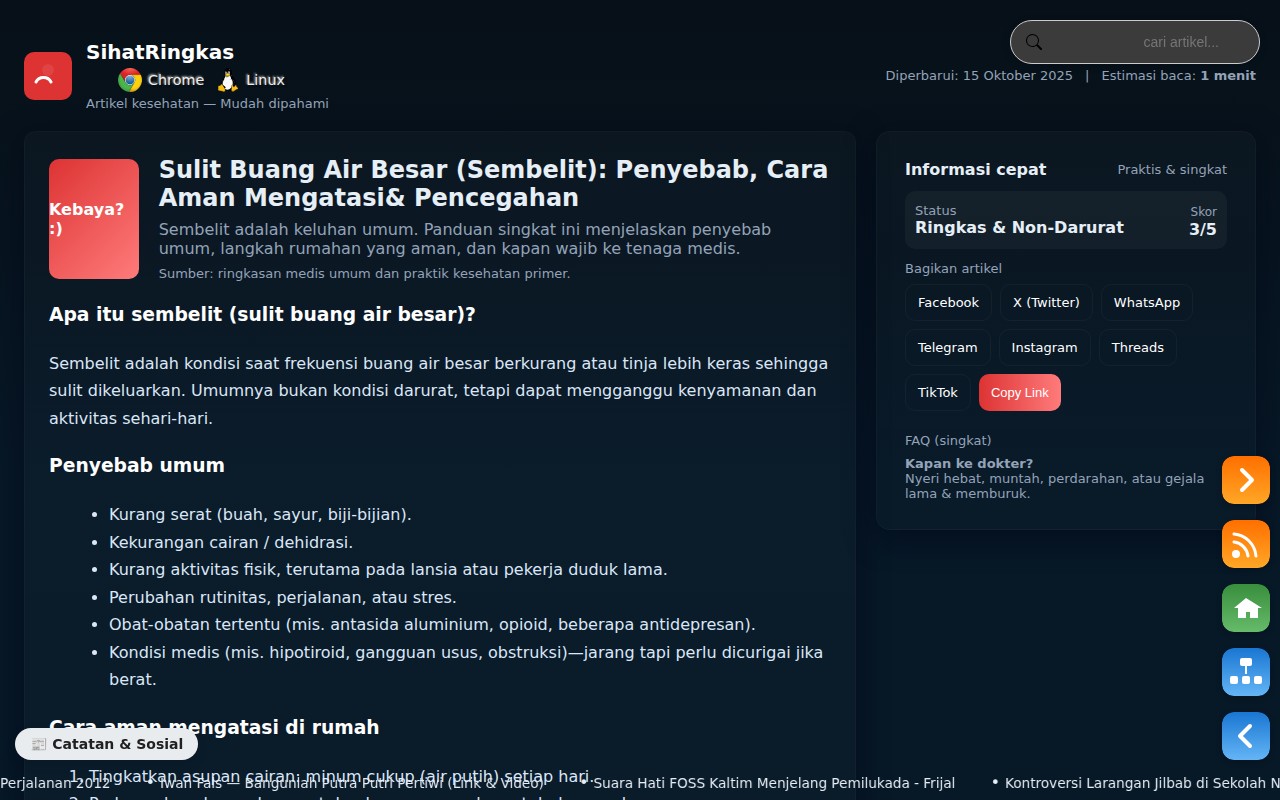 SihatRingkas
Chrome Linux
Artikel kesehatan — Mudah dipahami
cari artikel...
Diperbarui: 15 Oktober 2025 | Estimasi baca: 1 menit
Kebaya?
:)
Sulit Buang Air Besar (Sembelit): Penyebab, Cara
Aman Mengatasi& Pencegahan
Sembelit adalah keluhan umum. Panduan singkat ini menjelaskan penyebab
umum, langkah rumahan yang aman, dan kapan wajib ke tenaga medis.
Sumber: ringkasan medis umum dan praktik kesehatan primer.
Apa itu sembelit (sulit buang air besar)?
Sembelit adalah kondisi saat frekuensi buang air besar berkurang atau tinja lebih keras sehingga
sulit dikeluarkan. Umumnya bukan kondisi darurat, tetapi dapat mengganggu kenyamanan dan
aktivitas sehari-hari.
Penyebab umum
• Kurang serat (buah, sayur, biji-bijian).
• Kekurangan cairan / dehidrasi.
• Kurang aktivitas fisik, terutama pada lansia atau pekerja duduk lama.
• Perubahan rutinitas, perjalanan, atau stres.
• Obat-obatan tertentu (mis. antasida aluminium, opioid, beberapa antidepresan).
• Kondisi medis (mis. hipotiroid, gangguan usus, obstruksi)—jarang tapi perlu dicurigai jika
berat.
Cara aman mengatasi di rumah
1. Tingkatkan asupan cairan: minum cukup (air putih) setiap hari.
Informasi cepat
Praktis & singkat
Status
Ringkas & Non-Darurat
Skor
3/5
Bagikan artikel
Facebook
X (Twitter)
WhatsApp
Telegram
Instagram
Threads
TikTok
Copy Link
FAQ (singkat)
Kapan ke dokter?
Nyeri hebat, muntah, perdarahan, atau gejala
lama & memburuk.
📰 Catatan & Sosial
Perjalanan 2012 • Iwan Fals — Bangunlah Putra Putri Pertiwi (Link & Video) • Suara Hati FOSS Kaltim Menjelang Pemilukada - Frijal • Kontroversi Larangan Jilbab di Sekolah N